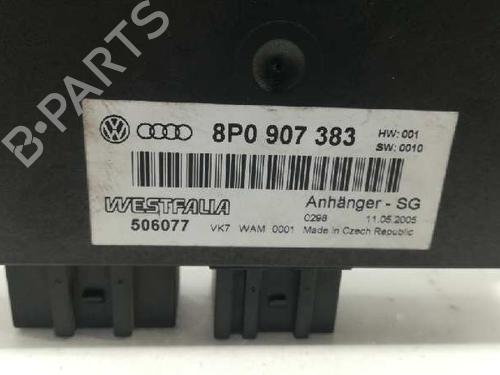 8P0 907 383 HW: 001
SW: 0010
WESTFALIA Anhänger - SG
506077 VK7 WAM 0001 0298 11.05.2005
Made in Czech Republic
B-PARTS